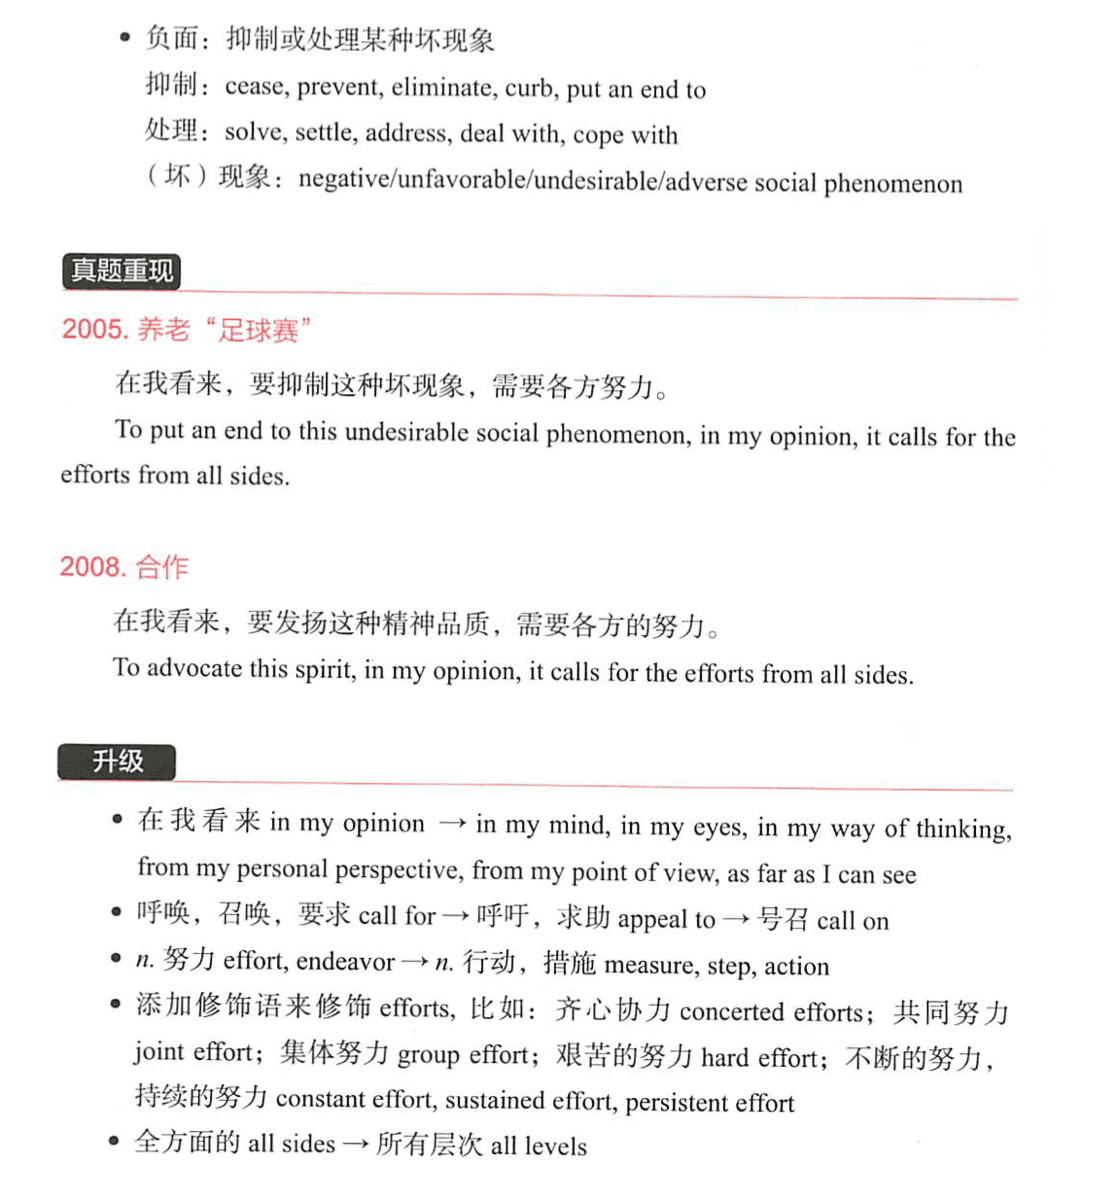 • 负面：抑制或处理某种坏现象
抑制：cease, prevent, eliminate, curb, put an end to
处理：solve, settle, address, deal with, cope with
（坏）现象：negative/unfavorable/undesirable/adverse social phenomenon
真题重现
2005. 养老“足球赛”
在我看来，要抑制这种坏现象，需要各方努力。
To put an end to this undesirable social phenomenon, in my opinion, it calls for the
efforts from all sides.
2008. 合作
在我看来，要发扬这种精神品质，需要各方的努力。
To advocate this spirit, in my opinion, it calls for the efforts from all sides.
升级
• 在我看来 in my opinion → in my mind, in my eyes, in my way of thinking,
from my personal perspective, from my point of view, as far as I can see
• 呼唤，召唤，要求 call for → 呼吁，求助 appeal to → 号召 call on
• n. 努力 effort, endeavor → n. 行动，措施 measure, step, action
• 添加修饰语来修饰 efforts, 比如：齐心协力 concerted efforts；共同努力
joint effort；集体努力 group effort；艰苦的努力 hard effort；不断的努力，
持续的努力 constant effort, sustained effort, persistent effort
• 全方面的 all sides → 所有层次 all levels